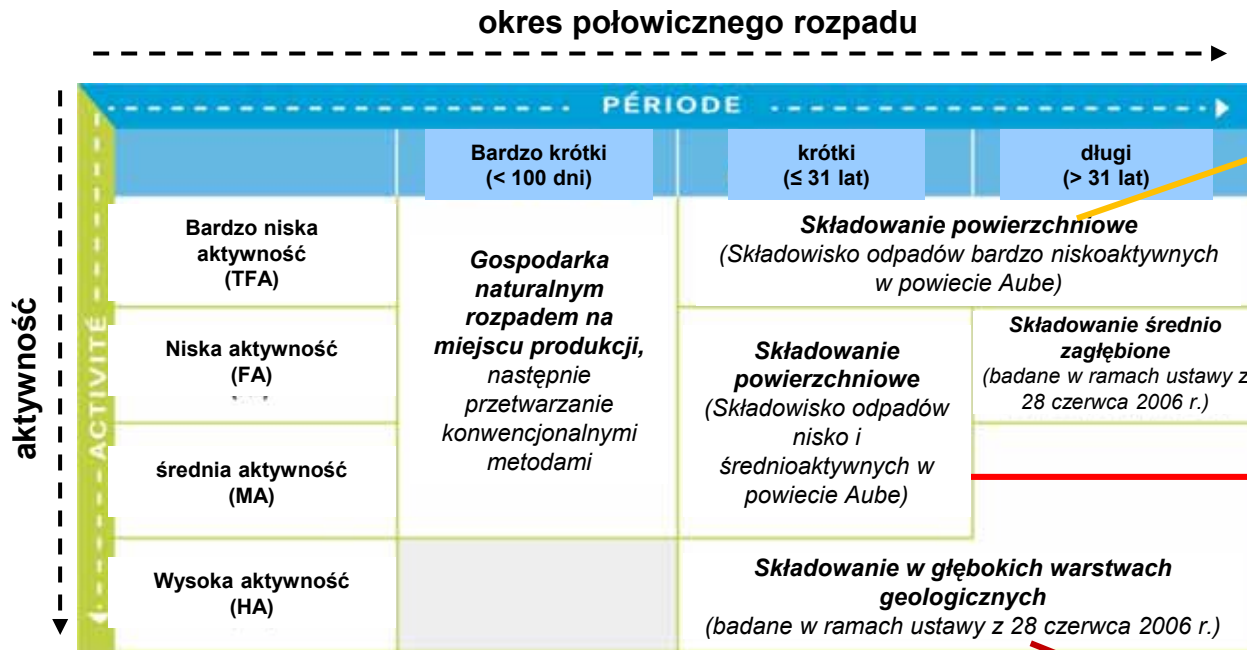 okres połowicznego rozpadu
PÉRIODE
aktywność
ACTIVITÉ
Bardzo krótki
(< 100 dni)
krótki
(≤ 31 lat)
długi
(> 31 lat)
Bardzo niska
aktywność
(TFA)
Gospodarka
naturalnym
rozpadem na
miejscu produkcji,
następnie
przetwarzanie
konwencjonalnymi
metodami
Składowanie powierzchniowe
(Składowisko odpadów bardzo niskoaktywnych
w powiecie Aube)
Niska aktywność
(FA)
Składowanie
powierzchniowe
(Składowisko odpadów
nisko i
średnioaktywnych w
powiecie Aube)
Składowanie średnio
zagłębione
(badane w ramach ustawy z
28 czerwca 2006 r.)
średnia aktywność
(MA)
Wysoka aktywność
(HA)
Składowanie w głębokich warstwach
geologicznych
(badane w ramach ustawy z 28 czerwca 2006 r.)